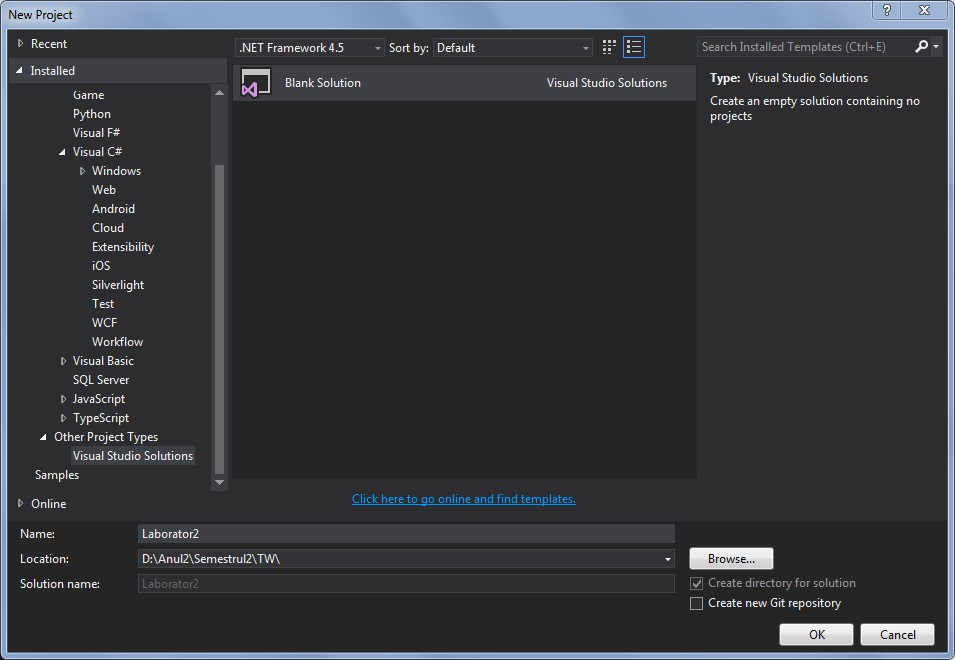 New Project
?
Recent
Installed
Game
Python
Visual F#
Visual C#
Windows
Web
Android
Cloud
Extensibility
iOS
Silverlight
Test
WCF
Workflow
Visual Basic
SQL Server
JavaScript
TypeScript
Other Project Types
Visual Studio Solutions
Samples
Online
.NET Framework 4.5 Sort by: Default
Blank Solution Visual Studio Solutions
Click here to go online and find templates.
Search Installed Templates (Ctrl+E)
Type: Visual Studio Solutions
Create an empty solution containing no
projects
Name: Laborator2
Location: D:\Anul2\Semestrul2\TW\ Browse...
Solution name: Laborator2
Create directory for solution
Create new Git repository
OK Cancel